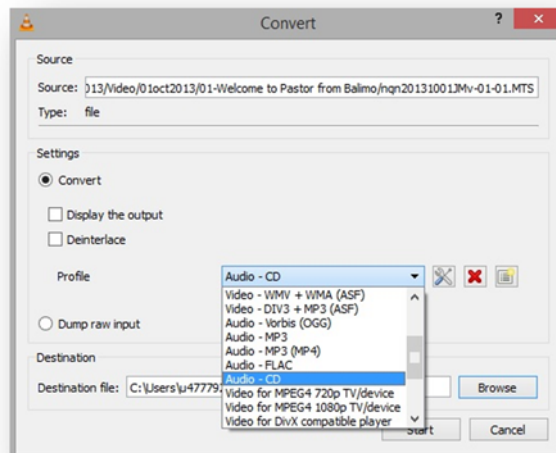 Convert
?
x
Source
Source: 013/Video/01oct2013/01-Welcome to Pastor from Balimo/nqn20131001JMv-01-01.MTS
Type: file
Settings
Convert
Display the output
Deinterlace
Profile Audio - CD
Video - WMV + WMA (ASF)
Video - DIV3 + MP3 (ASF)
Audio - Vorbis (OGG)
Audio - MP3
Audio - MP3 (MP4)
Audio - FLAC
Audio - CD
Video for MPEG4 720p TV/device
Video for MPEG4 1080p TV/device
Video for DivX compatible player
Dump raw input
Destination
Destination file: C:\Users\u47779
Browse
Start
Cancel